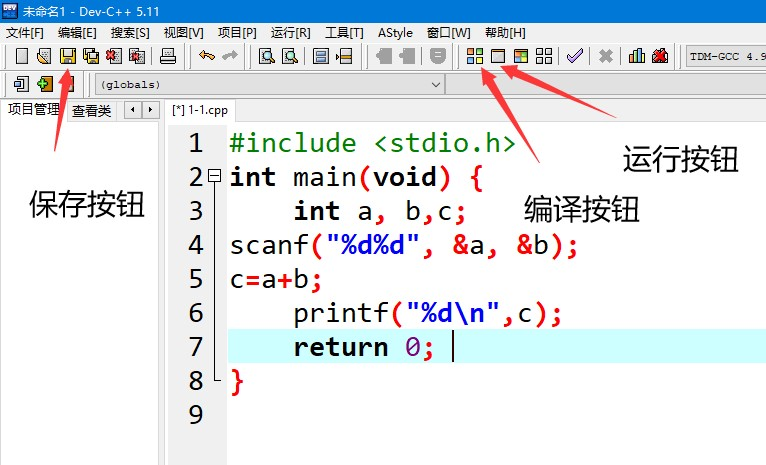 未命名1 - Dev-C++ 5.11
文件[F] 编辑[E] 搜索[S] 视图[V] 项目[P] 运行[R] 工具[T] AStyle 窗口[W] 帮助[H]
TDM-GCC 4.9
(globals)
项目管理 查看类 [*] 1-1.cpp
1 #include <stdio.h>
2 int main(void) {
3 int a, b,c;
4 scanf("%d%d", &a, &b);
5 c=a+b;
6 printf("%d\n",c);
7 return 0;
8 }
9
保存按钮
编译按钮
运行按钮